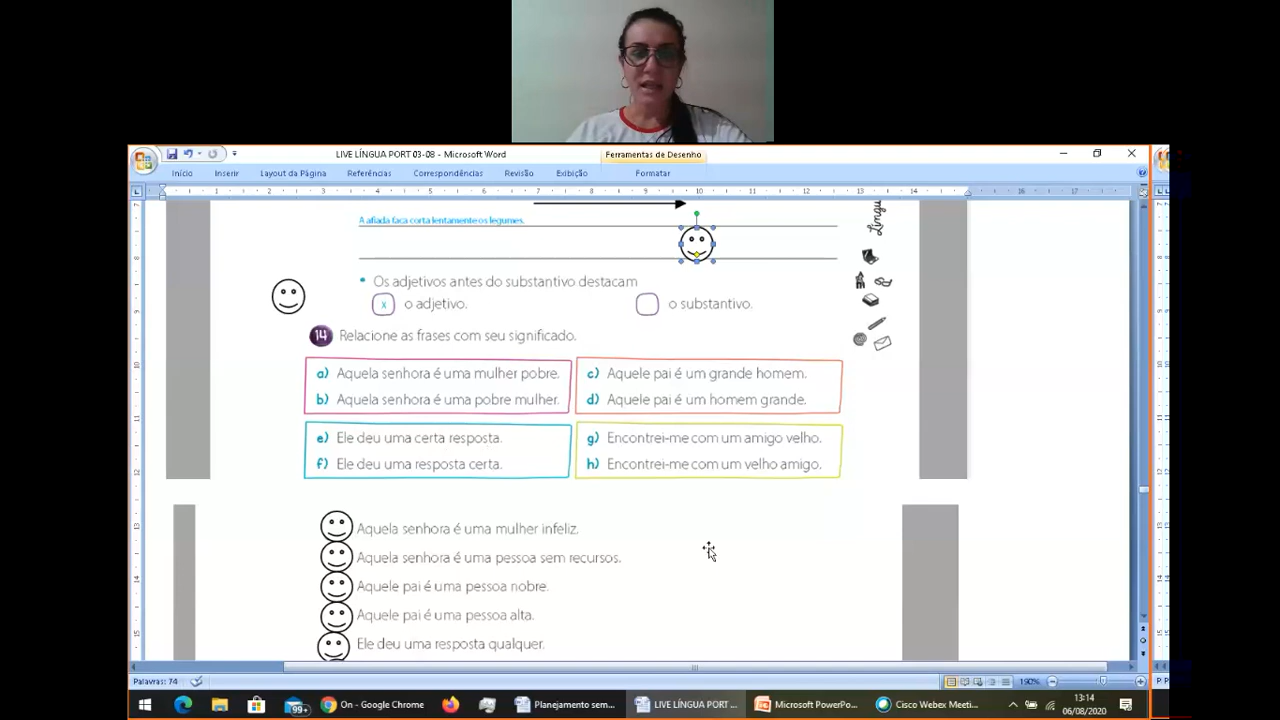 LIVE LÍNGUA PORT 03-08 - Microsoft Word
Ferramentas de Desenho
Início Inserir Layout da Página Referências Correspondências Revisão Exibição Formatar
A afiada faca corta lentamente os legumes.
• Os adjetivos antes do substantivo destacam
x o adjetivo. o substantivo.
14 Relacione as frases com seu significado.
a) Aquela senhora é uma mulher pobre.
b) Aquela senhora é uma pobre mulher.
c) Aquele pai é um grande homem.
d) Aquele pai é um homem grande.
e) Ele deu uma certa resposta.
f) Ele deu uma resposta certa.
g) Encontrei-me com um amigo velho.
h) Encontrei-me com um velho amigo.
Aquela senhora é uma mulher infeliz.
Aquela senhora é uma pessoa sem recursos.
Aquele pai é uma pessoa nobre.
Aquele pai é uma pessoa alta.
Ele deu uma resposta qualquer.
Palavras: 74
190%
99+
On - Google Chrome
Planejamento sem...
LIVE LÍNGUA PORT ...
Microsoft PowerPo...
Cisco Webex Meeti...
13:14
06/08/2020